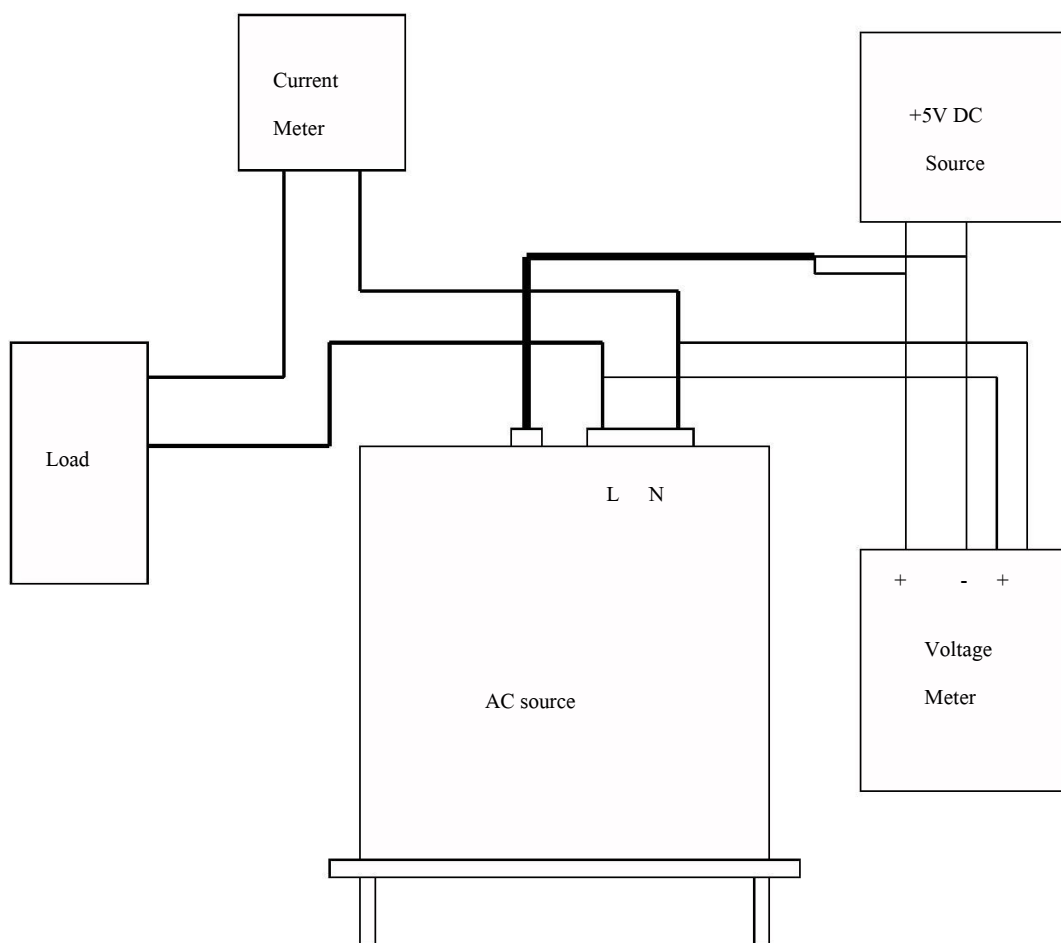 Current
Meter
+5V DC
Source
Load
L N
+ - +
Voltage
Meter
AC source